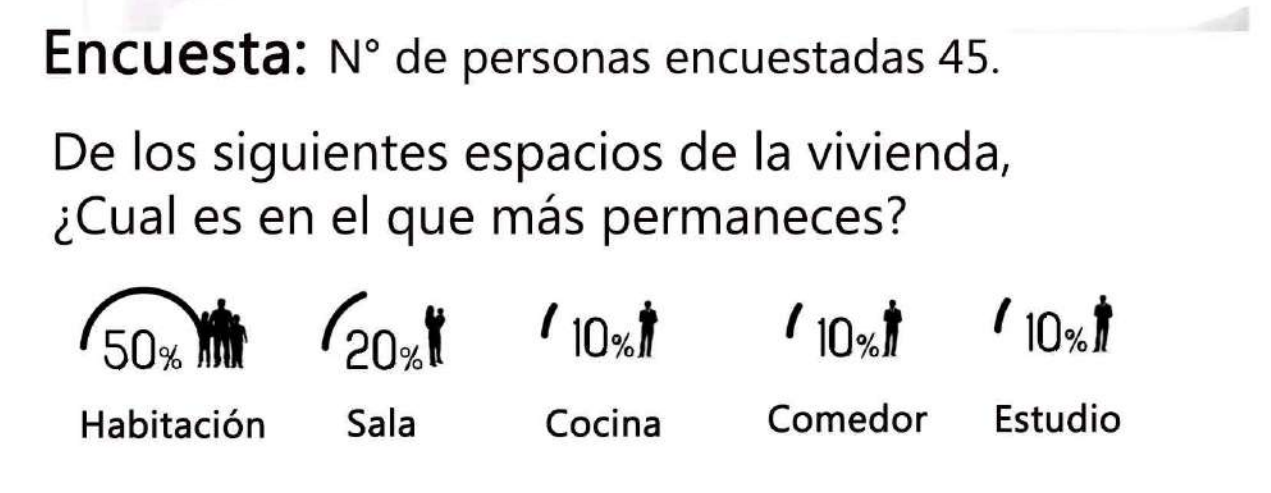 Encuesta: N° de personas encuestadas 45.
De los siguientes espacios de la vivienda,
¿Cual es en el que más permaneces?
50% 20% 10% 10% 10%
Habitación Sala Cocina Comedor Estudio